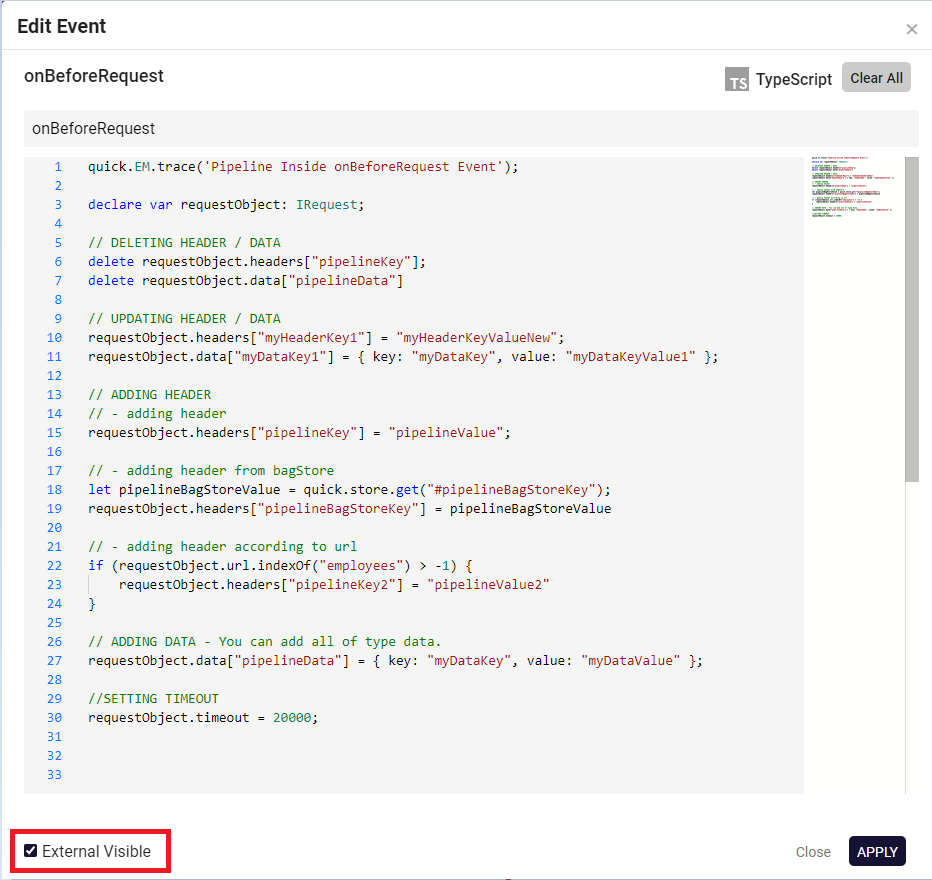 Edit Event
×
onBeforeRequest
TS TypeScript Clear All
onBeforeRequest
1 quick.EM.trace('Pipeline Inside onBeforeRequest Event');
2
3 declare var requestObject: IRequest;
4
5 // DELETING HEADER / DATA
6 delete requestObject.headers["pipelineKey"];
7 delete requestObject.data["pipelineData"]
8
9 // UPDATING HEADER / DATA
10 requestObject.headers["myHeaderKey1"] = "myHeaderKeyValueNew";
11 requestObject.data["myDataKey1"] = { key: "myDataKey", value: "myDataKeyValue1" };
12
13 // ADDING HEADER
14 // - adding header
15 requestObject.headers["pipelineKey"] = "pipelineValue";
16
17 // - adding header from bagStore
18 let pipelineBagStoreValue = quick.store.get("#pipelineBagStoreKey");
19 requestObject.headers["pipelineBagStoreKey"] = pipelineBagStoreValue
20
21 // - adding header according to url
22 if (requestObject.url.indexOf("employees") > -1) {
23     requestObject.headers["pipelineKey2"] = "pipelineValue2"
24 }
25
26 // ADDING DATA - You can add all of type data.
27 requestObject.data["pipelineData"] = { key: "myDataKey", value: "myDataValue" };
28
29 //SETTING TIMEOUT
30 requestObject.timeout = 20000;
31
32
33
External Visible
Close APPLY